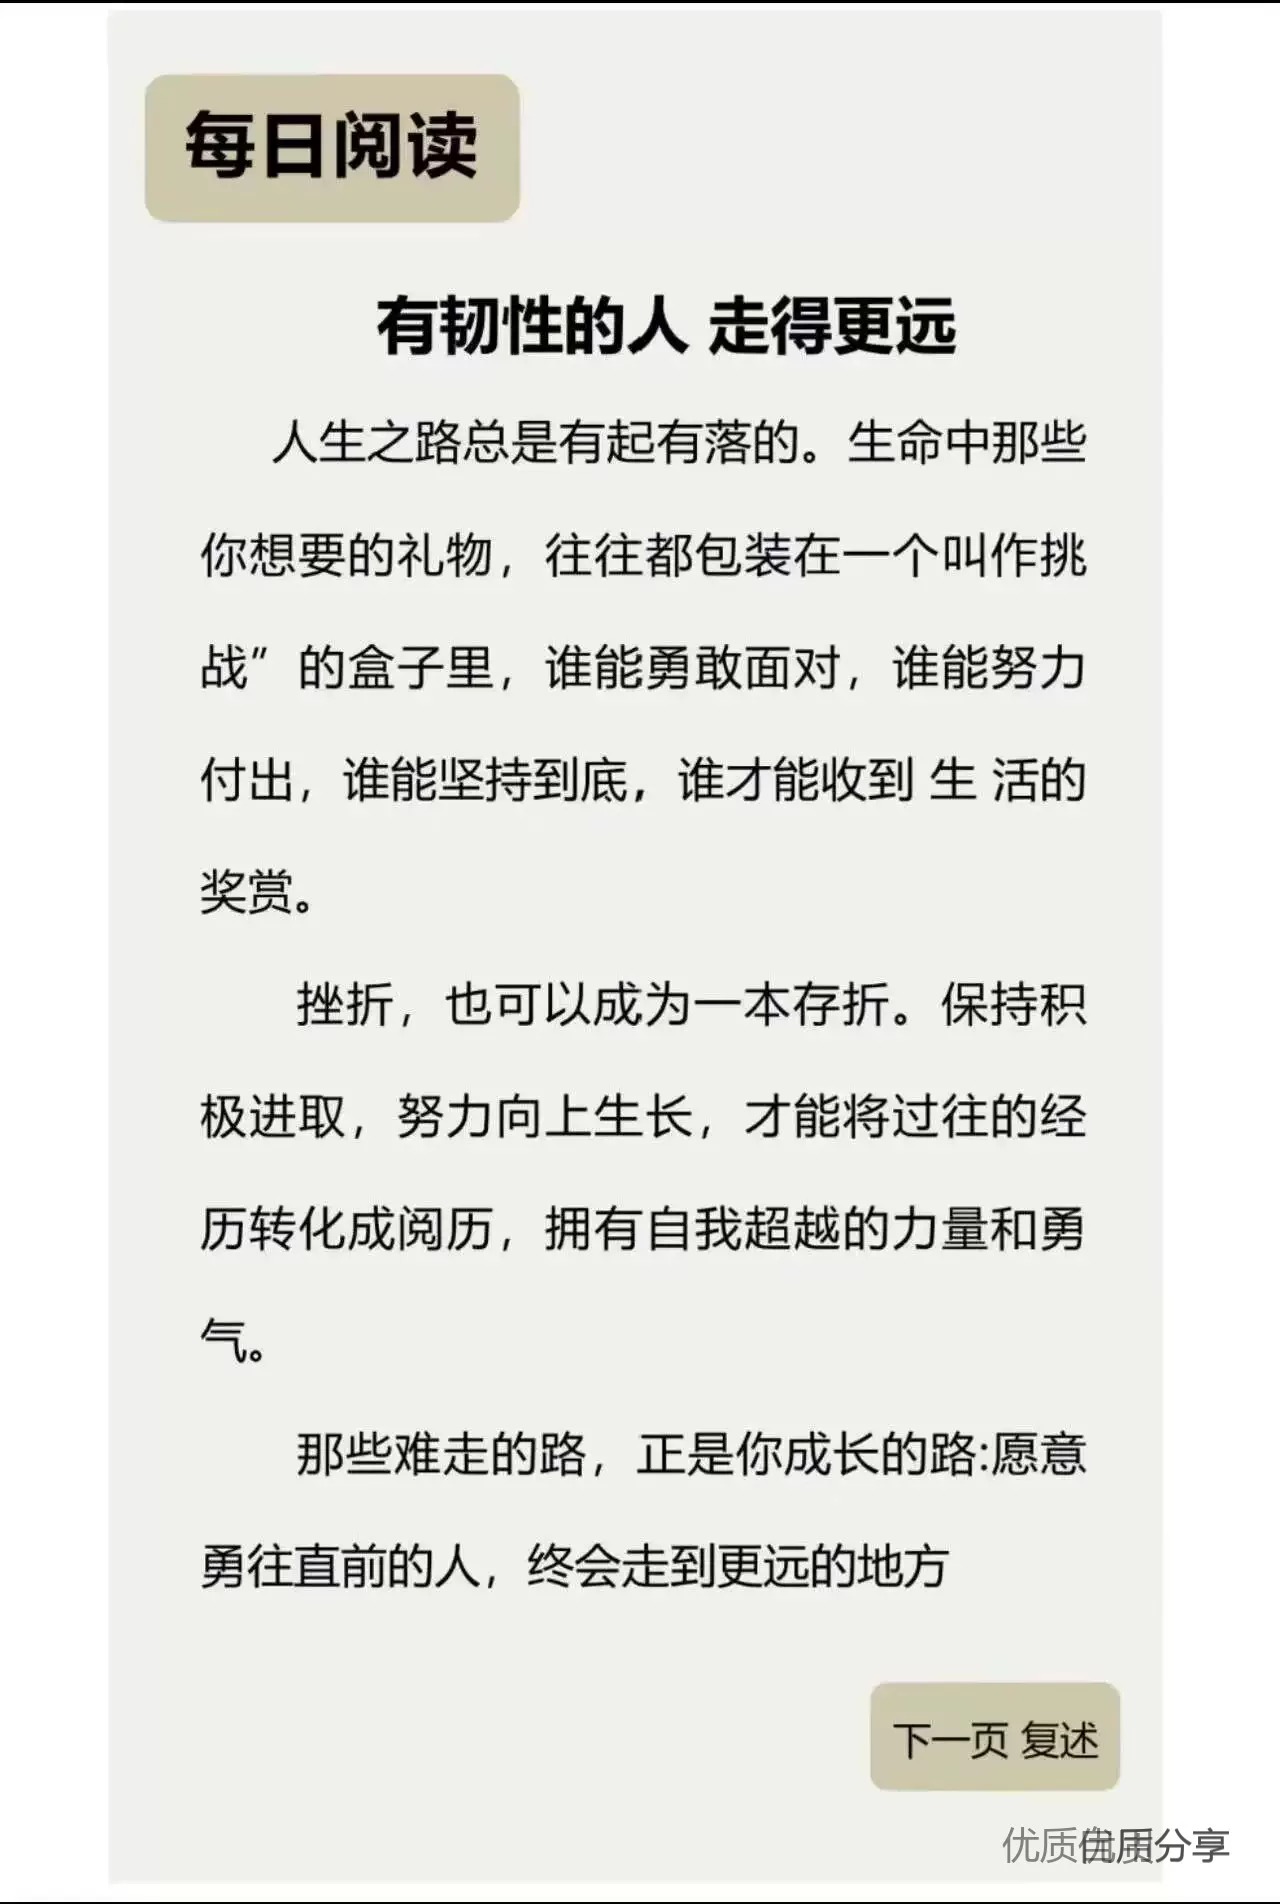 每日阅读
有韧性的人 走得更远
人生之路总是有起有落的。生命中那些
你想要的礼物，往往都包装在一个叫作挑
战”的盒子里，谁能勇敢面对，谁能努力
付出，谁能坚持到底，谁才能收到 生 活的
奖赏。
挫折，也可以成为一本存折。保持积
极进取，努力向上生长，才能将过往的经
历转化成阅历，拥有自我超越的力量和勇
气。
那些难走的路，正是你成长的路:愿意
勇往直前的人，终会走到更远的地方
下一页 复述
优质 分享